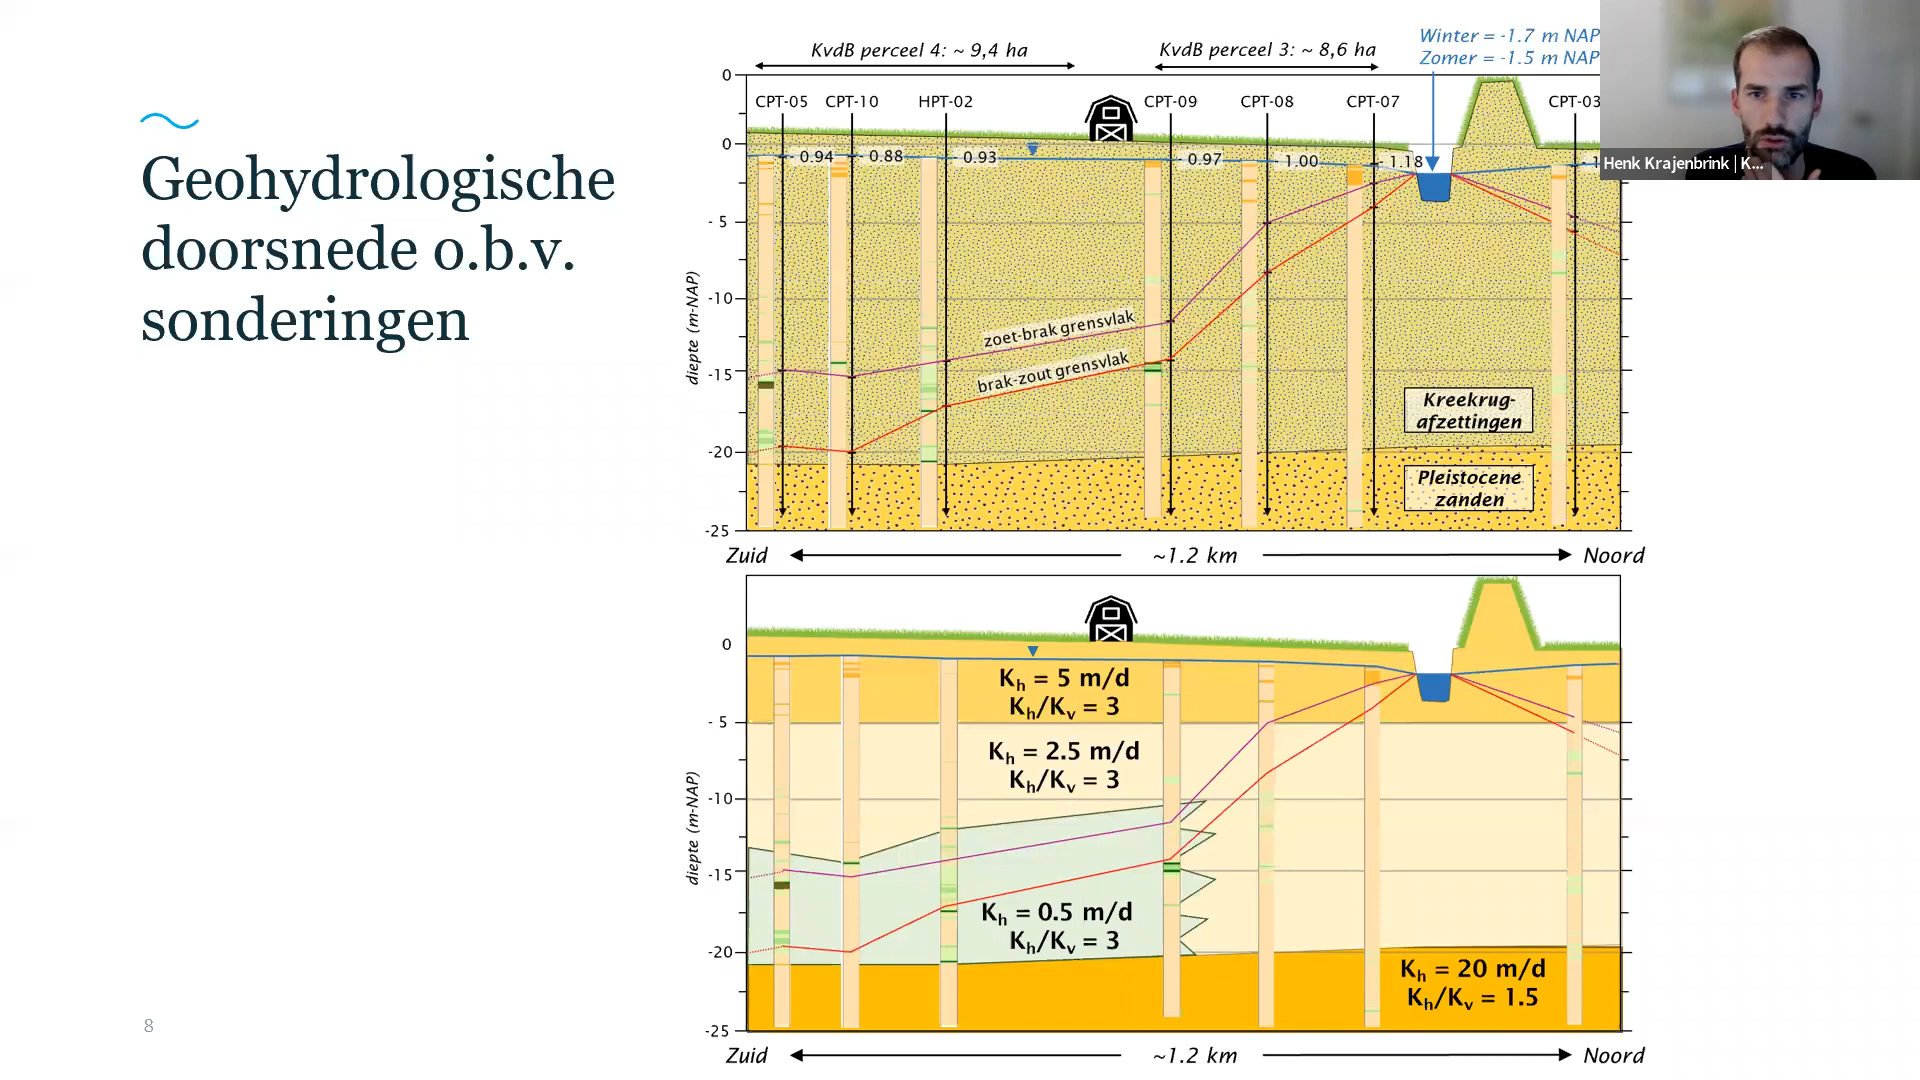 Geohydrologische
doorsnede o.b.v.
sonderingen
8
KvdB perceel 4: ~ 9,4 ha
KvdB perceel 3: ~ 8,6 ha
Winter = -1.7 m NAP
Zomer = -1.5 m NAP
Henk Krajenbrink | K...
0
CPT-05
CPT-10
HPT-02
CPT-09
CPT-08
CPT-07
CPT-03
0
- 0.94
- 0.88
- 0.93
- 0.97
- 1.00
- 1.18
- 5
-10
-15
-20
-25
diepte (m-NAP)
zoet-brak grensvlak
brak-zout grensvlak
Kreekrug-
afzettingen
Pleistocene
zanden
Zuid
~1.2 km
Noord
0
- 5
-10
-15
-20
-25
diepte (m-NAP)
Kh = 5 m/d
Kh/Kv = 3
Kh = 2.5 m/d
Kh/Kv = 3
Kh = 0.5 m/d
Kh/Kv = 3
Kh = 20 m/d
Kh/Kv = 1.5
Zuid
~1.2 km
Noord